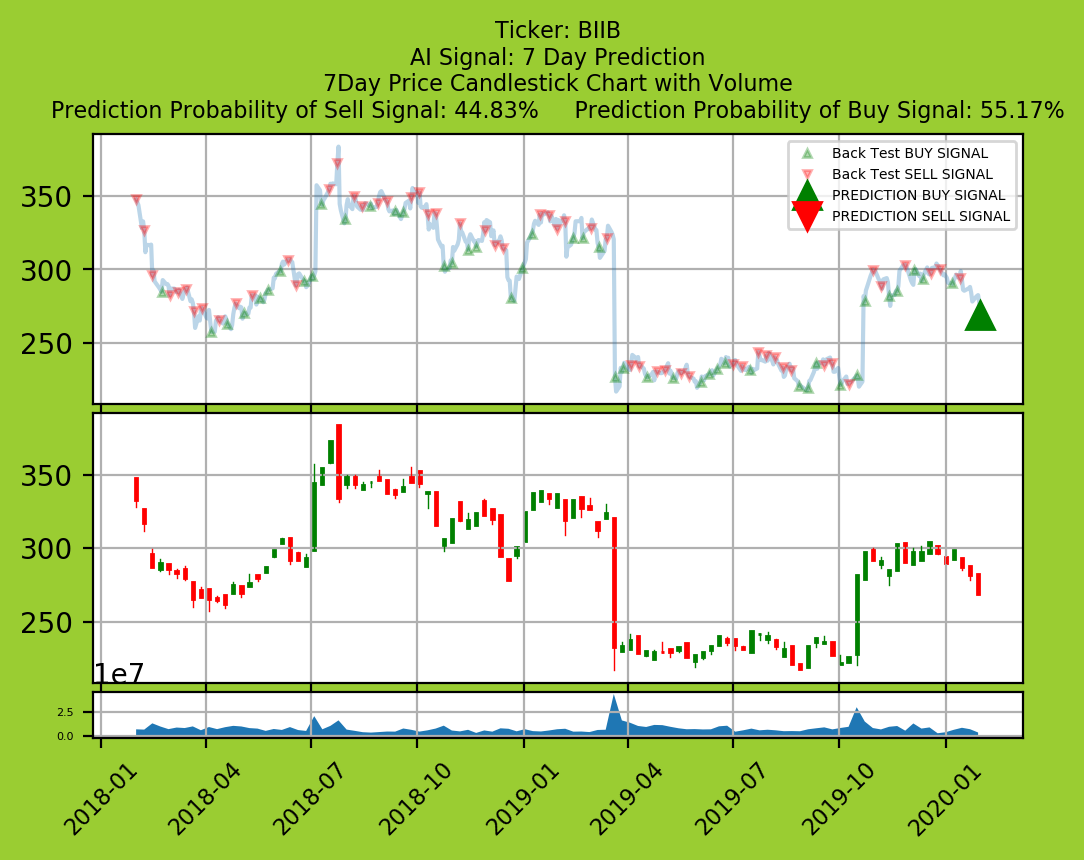 Ticker: BIIB
AI Signal: 7 Day Prediction
7Day Price Candlestick Chart with Volume
Prediction Probability of Sell Signal: 44.83%     Prediction Probability of Buy Signal: 55.17%
Back Test BUY SIGNAL
Back Test SELL SIGNAL
PREDICTION BUY SIGNAL
PREDICTION SELL SIGNAL
350
300
250
350
300
250
1e7
2.5
0.0
2018-01
2018-04
2018-07
2018-10
2019-01
2019-04
2019-07
2019-10
2020-01